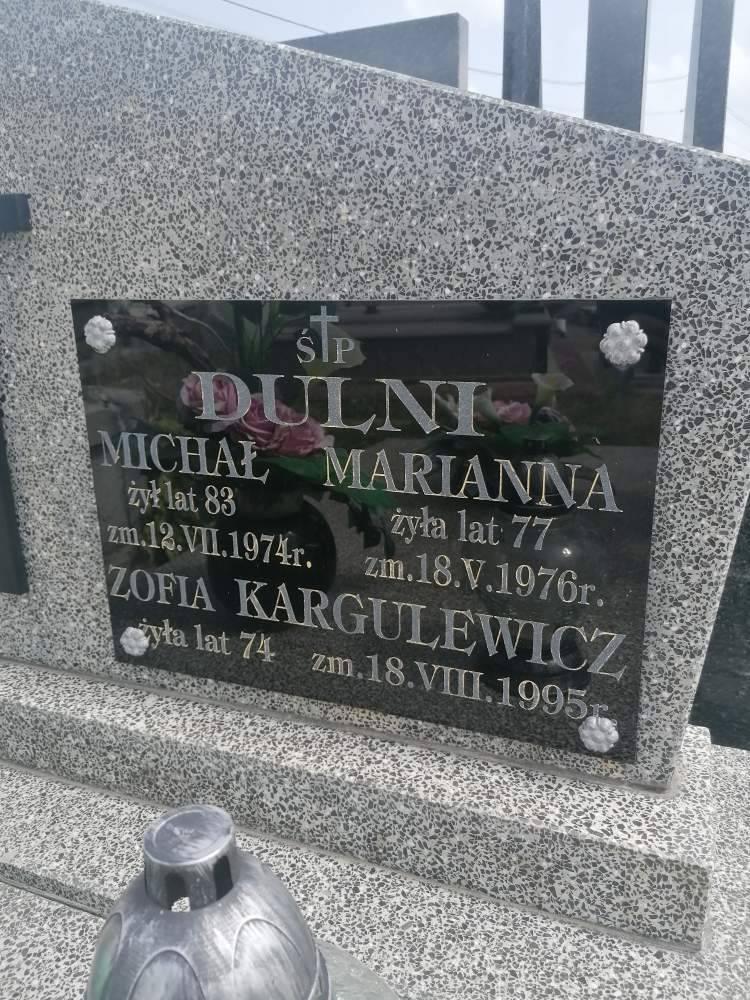 Ś P
DULNI
MICHAŁ MARIANNA
żył lat 83 żyła lat 77
zm.12.VII.1974r. zm.18.V.1976r.
ZOFIA KARGULEWICZ
żyła lat 74 zm.18.VIII.1995r.